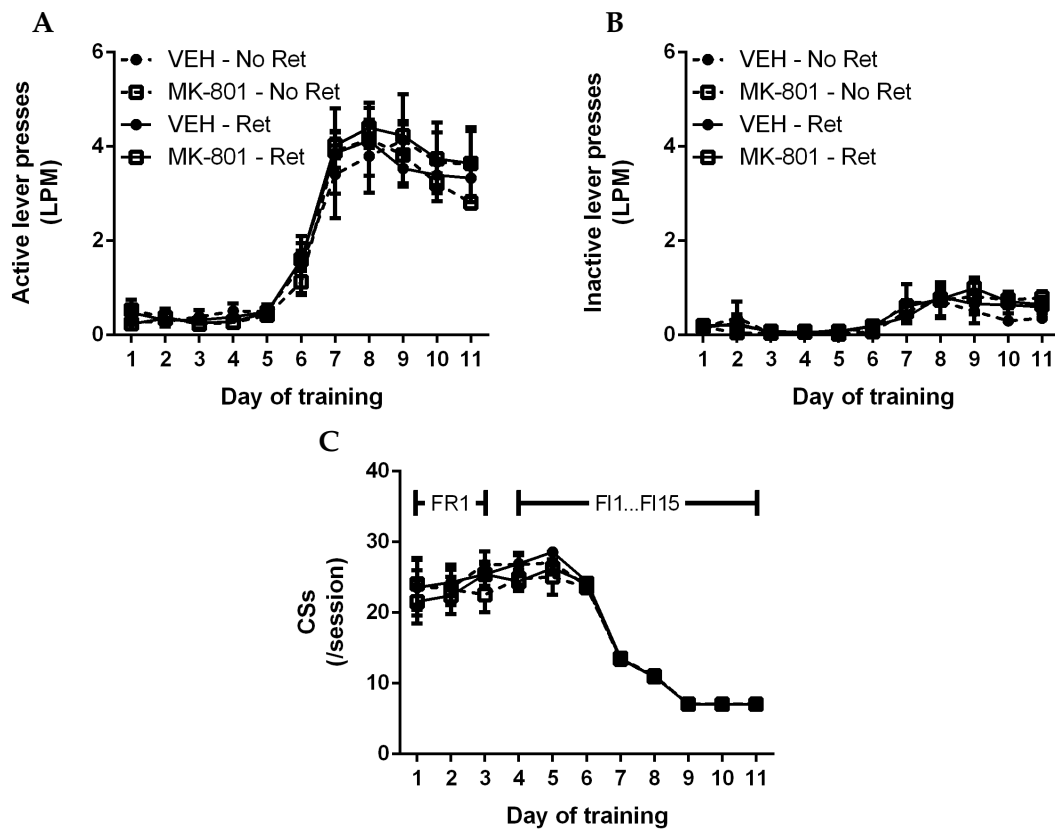 A
Active lever presses
(LPM)
6
4
2
0
VEH - No Ret
MK-801 - No Ret
VEH - Ret
MK-801 - Ret
1 2 3 4 5 6 7 8 9 10 11
Day of training
B
Inactive lever presses
(LPM)
6
4
2
0
VEH - No Ret
MK-801 - No Ret
VEH - Ret
MK-801 - Ret
1 2 3 4 5 6 7 8 9 10 11
Day of training
C
CSs
(/session)
40
30
20
10
0
FR1
FI1...FI15
1 2 3 4 5 6 7 8 9 10 11
Day of training